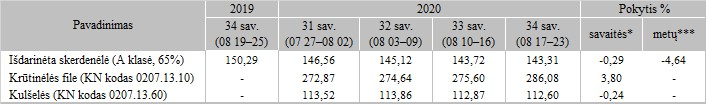 Pavadinimas 2019 2020 Pokytis %
34 sav. (08 19–25) 31 sav. (07 27–08 02) 32 sav. (08 03–09) 33 sav. (08 10–16) 34 sav. (08 17–23) savaitės* metų***
Išdarinėta skerdenėlė (A klasė, 65%) 150,29 146,56 145,12 143,72 143,31 -0,29 -4,64
Krūtinėlės file (KN kodas 0207.13.10) - 272,87 274,64 275,60 286,08 3,80 -
Kulšelės (KN kodas 0207.13.60) - 113,52 113,86 112,87 112,60 -0,24 -